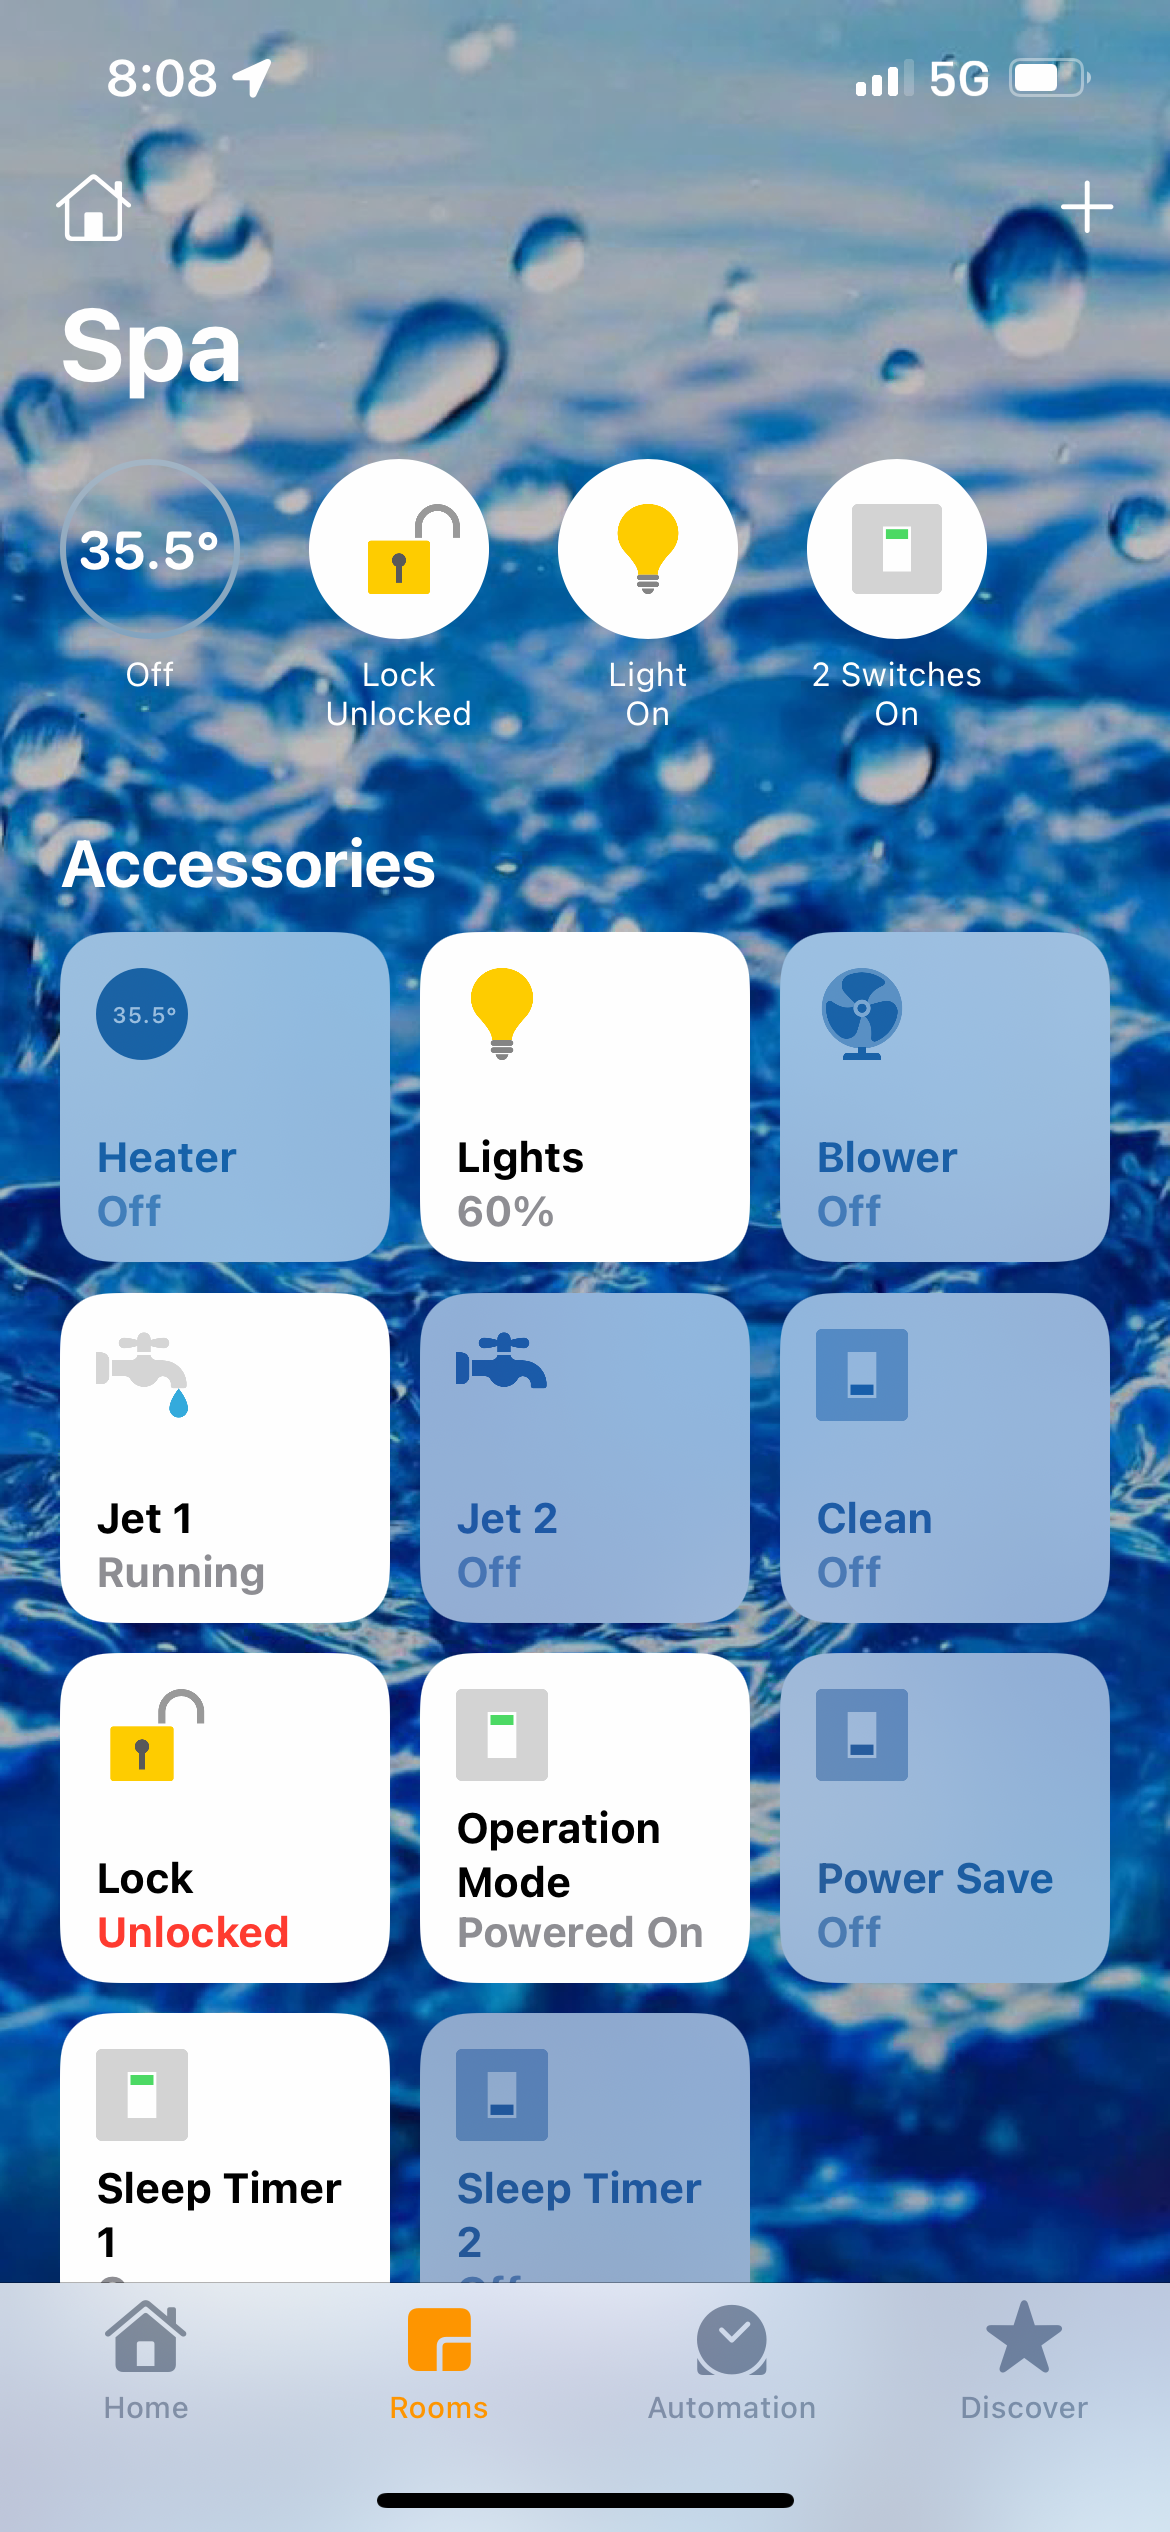 8:08
5G
Spa
35.5°
Off
Lock
Unlocked
Light
On
2 Switches
On
Accessories
35.5°
Heater
Off
Lights
60%
Blower
Off
Jet 1
Running
Jet 2
Off
Clean
Off
Lock
Unlocked
Operation
Mode
Powered On
Power Save
Off
Sleep Timer
1
Sleep Timer
2
Home
Rooms
Automation
Discover